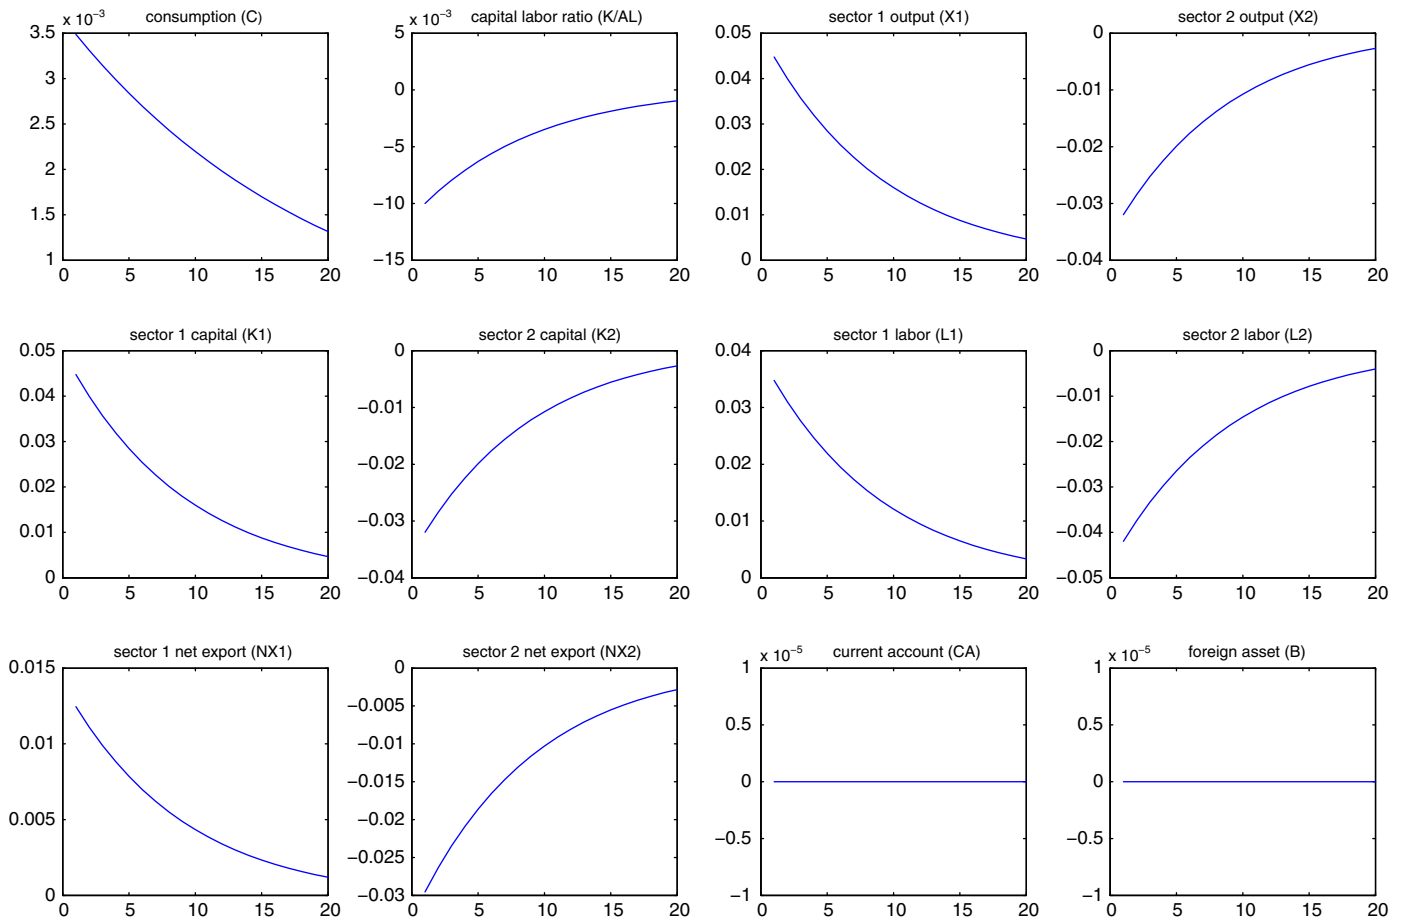 consumption (C)
x 10⁻³
3.5
3
2.5
2
1.5
1
0 5 10 15 20
capital labor ratio (K/AL)
x 10⁻³
5
0
−5
−10
−15
0 5 10 15 20
sector 1 output (X1)
0.05
0.04
0.03
0.02
0.01
0
0 5 10 15 20
sector 2 output (X2)
0
−0.01
−0.02
−0.03
−0.04
0 5 10 15 20
sector 1 capital (K1)
0.05
0.04
0.03
0.02
0.01
0
0 5 10 15 20
sector 2 capital (K2)
0
−0.01
−0.02
−0.03
−0.04
0 5 10 15 20
sector 1 labor (L1)
0.04
0.03
0.02
0.01
0
0 5 10 15 20
sector 2 labor (L2)
0
−0.01
−0.02
−0.03
−0.04
−0.05
0 5 10 15 20
sector 1 net export (NX1)
0.015
0.01
0.005
0
0 5 10 15 20
sector 2 net export (NX2)
0
−0.005
−0.01
−0.015
−0.02
−0.025
−0.03
0 5 10 15 20
current account (CA)
x 10⁻⁵
1
0.5
0
−0.5
−1
0 5 10 15 20
foreign asset (B)
x 10⁻⁵
1
0.5
0
−0.5
−1
0 5 10 15 20